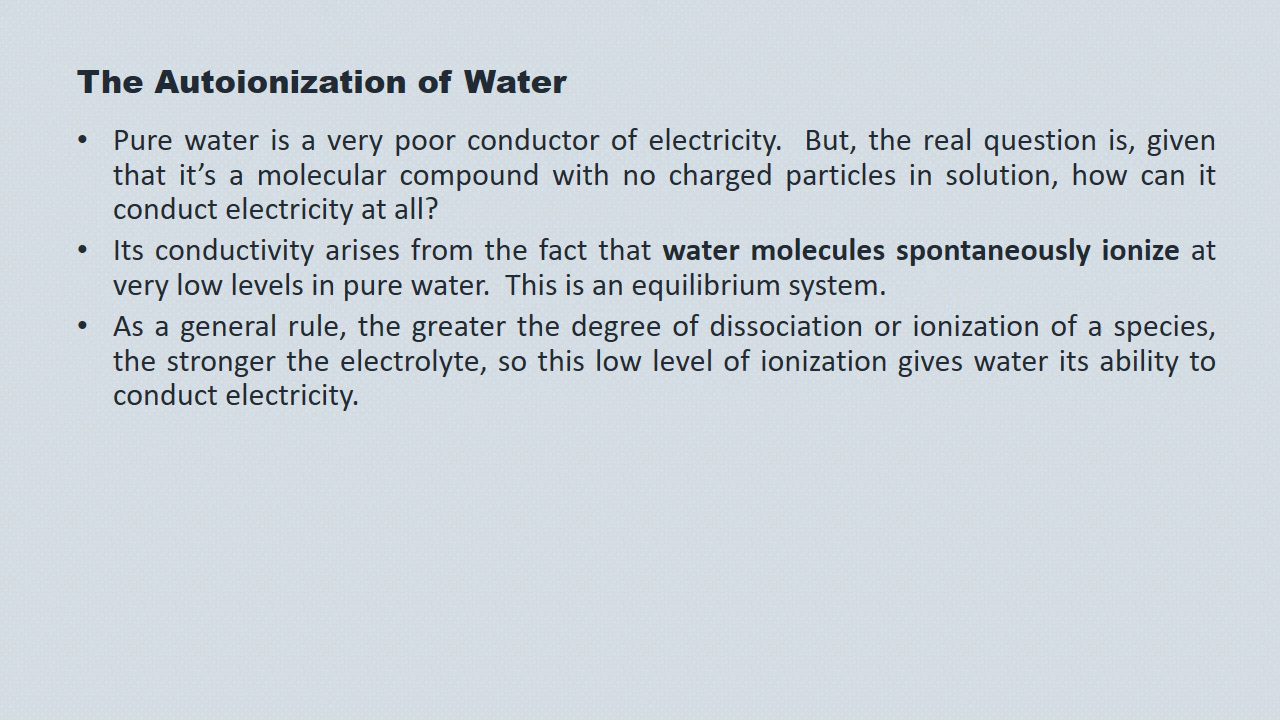 The Autoionization of Water
• Pure water is a very poor conductor of electricity.  But, the real question is, given
that it’s a molecular compound with no charged particles in solution, how can it
conduct electricity at all?
• Its conductivity arises from the fact that water molecules spontaneously ionize at
very low levels in pure water.  This is an equilibrium system.
• As a general rule, the greater the degree of dissociation or ionization of a species,
the stronger the electrolyte, so this low level of ionization gives water its ability to
conduct electricity.